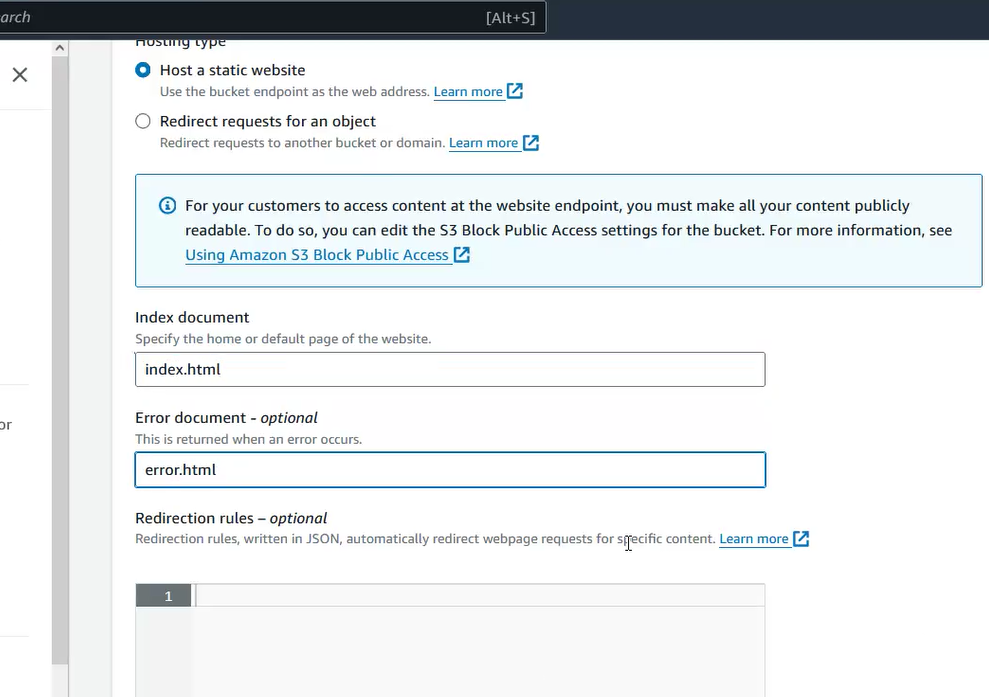 arch
[Alt+S]
Hosting type
Host a static website
Use the bucket endpoint as the web address. Learn more
Redirect requests for an object
Redirect requests to another bucket or domain. Learn more
For your customers to access content at the website endpoint, you must make all your content publicly
readable. To do so, you can edit the S3 Block Public Access settings for the bucket. For more information, see
Using Amazon S3 Block Public Access
Index document
Specify the home or default page of the website.
index.html
Error document - optional
or
This is returned when an error occurs.
error.html
Redirection rules – optional
Redirection rules, written in JSON, automatically redirect webpage requests for specific content. Learn more
1